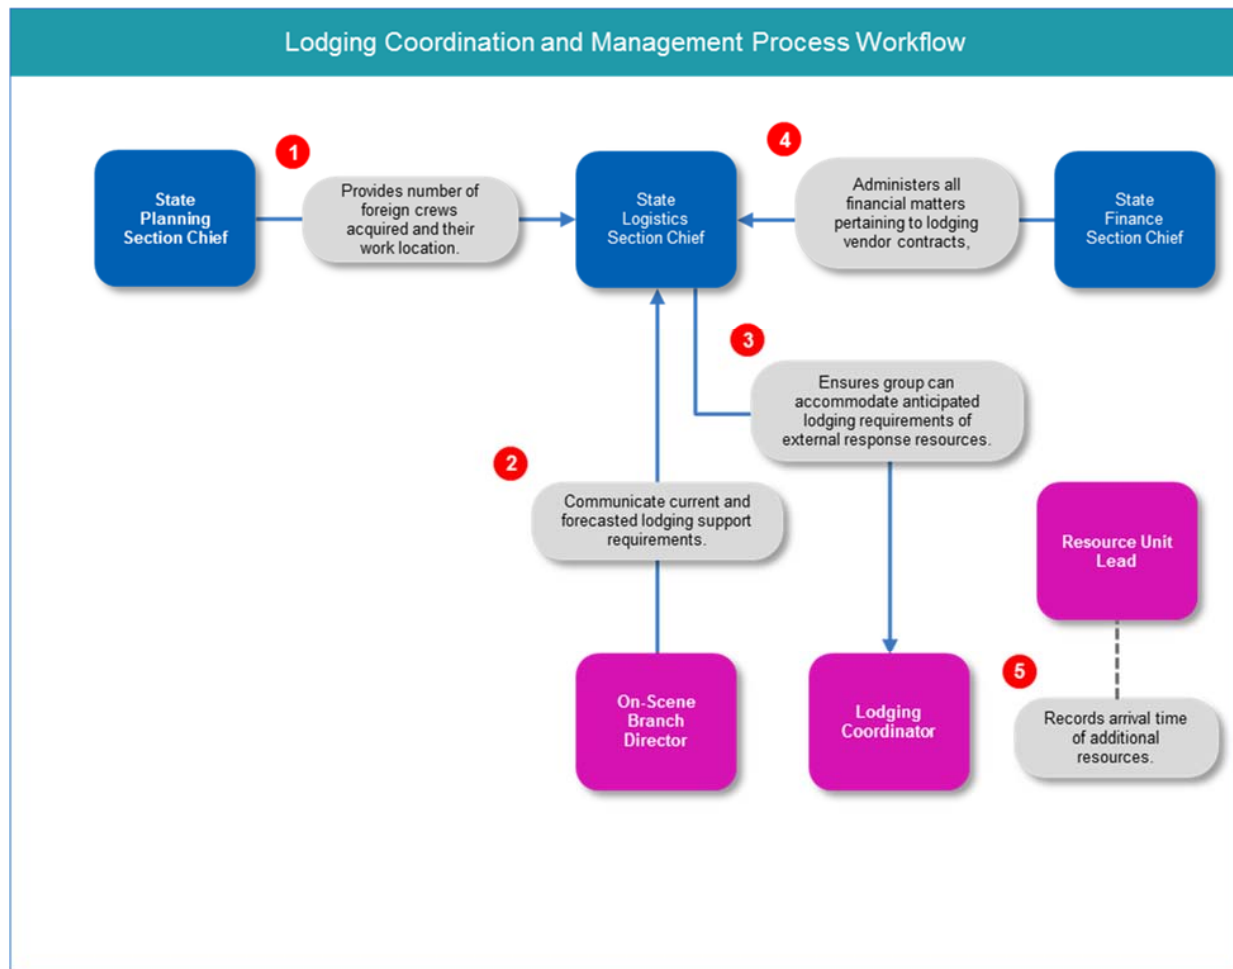 Lodging Coordination and Management Process Workflow
1
4
State
Planning
Section Chief
Provides number of
foreign crews
acquired and their
work location.
State
Logistics
Section Chief
Administers all
financial matters
pertaining to lodging
vendor contracts,
State
Finance
Section Chief
3
Ensures group can
accommodate anticipated
lodging requirements of
external response resources.
2
Communicate current and
forecasted lodging support
requirements.
Resource Unit
Lead
On-Scene
Branch
Director
Lodging
Coordinator
5
Records arrival time
of additional
resources.